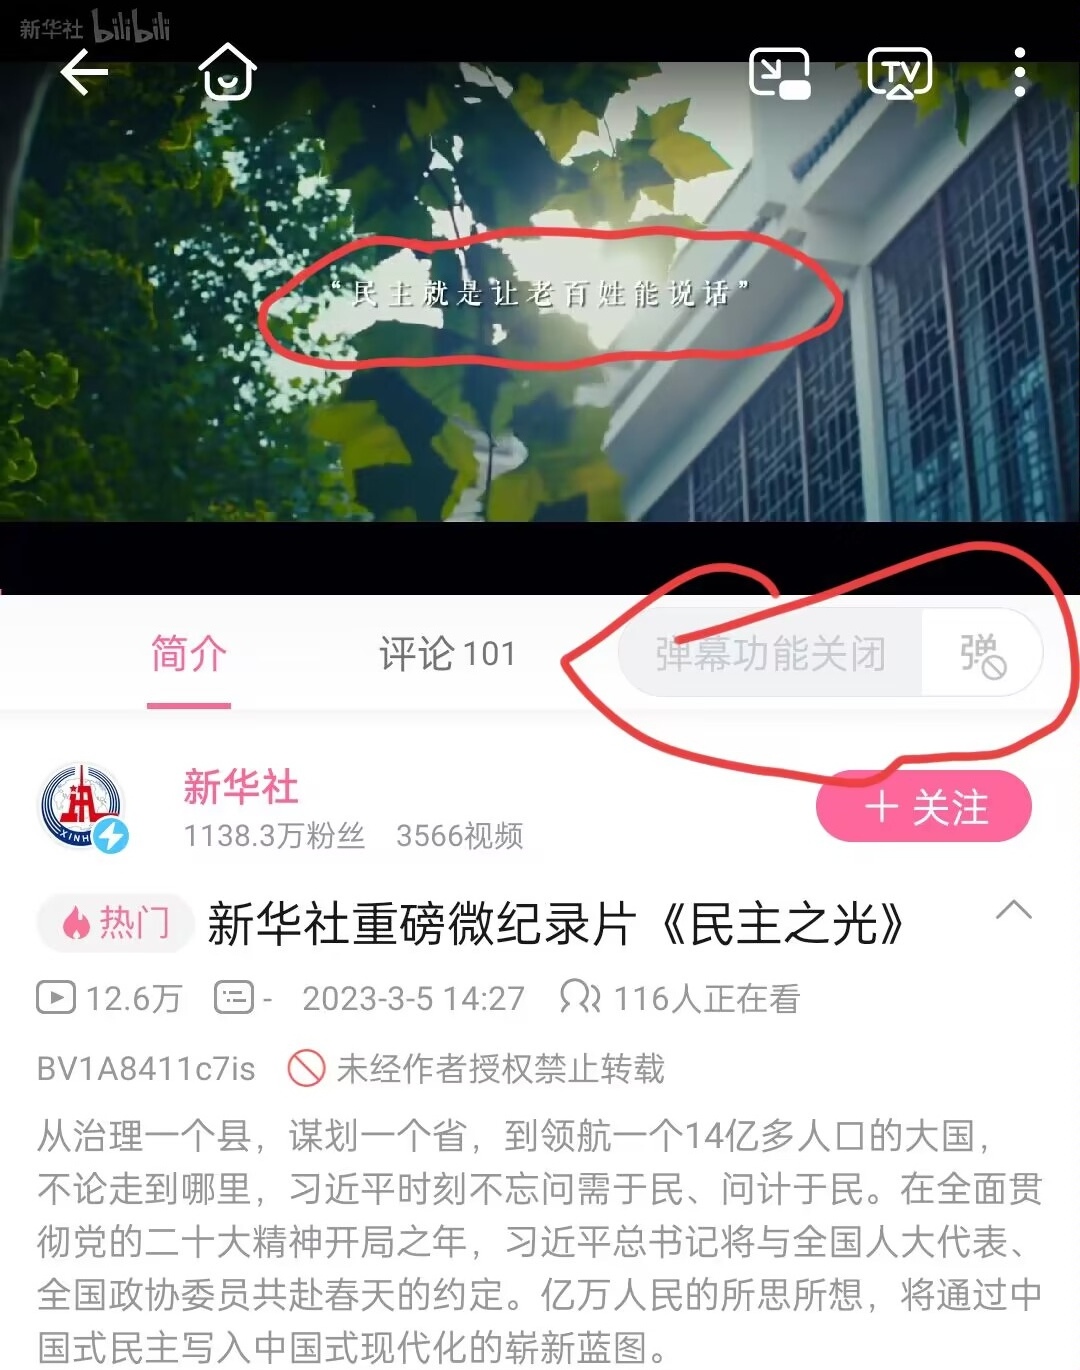 新华社 bilibili
TV
“民主就是让老百姓能说话”
简介
评论 101
弹幕功能关闭
弹
XINH
新华社
1138.3万粉丝 3566视频
+ 关注
热门 新华社重磅微纪录片《民主之光》
12.6万 - 2023-3-5 14:27 116人正在看
BV1A8411c7is 未经作者授权禁止转载
从治理一个县，谋划一个省，到领航一个14亿多人口的大国，
不论走到哪里，习近平时刻不忘问需于民、问计于民。在全面贯
彻党的二十大精神开局之年，习近平总书记将与全国人大代表、
全国政协委员共赴春天的约定。亿万人民的所思所想，将通过中
国式民主写入中国式现代化的崭新蓝图。